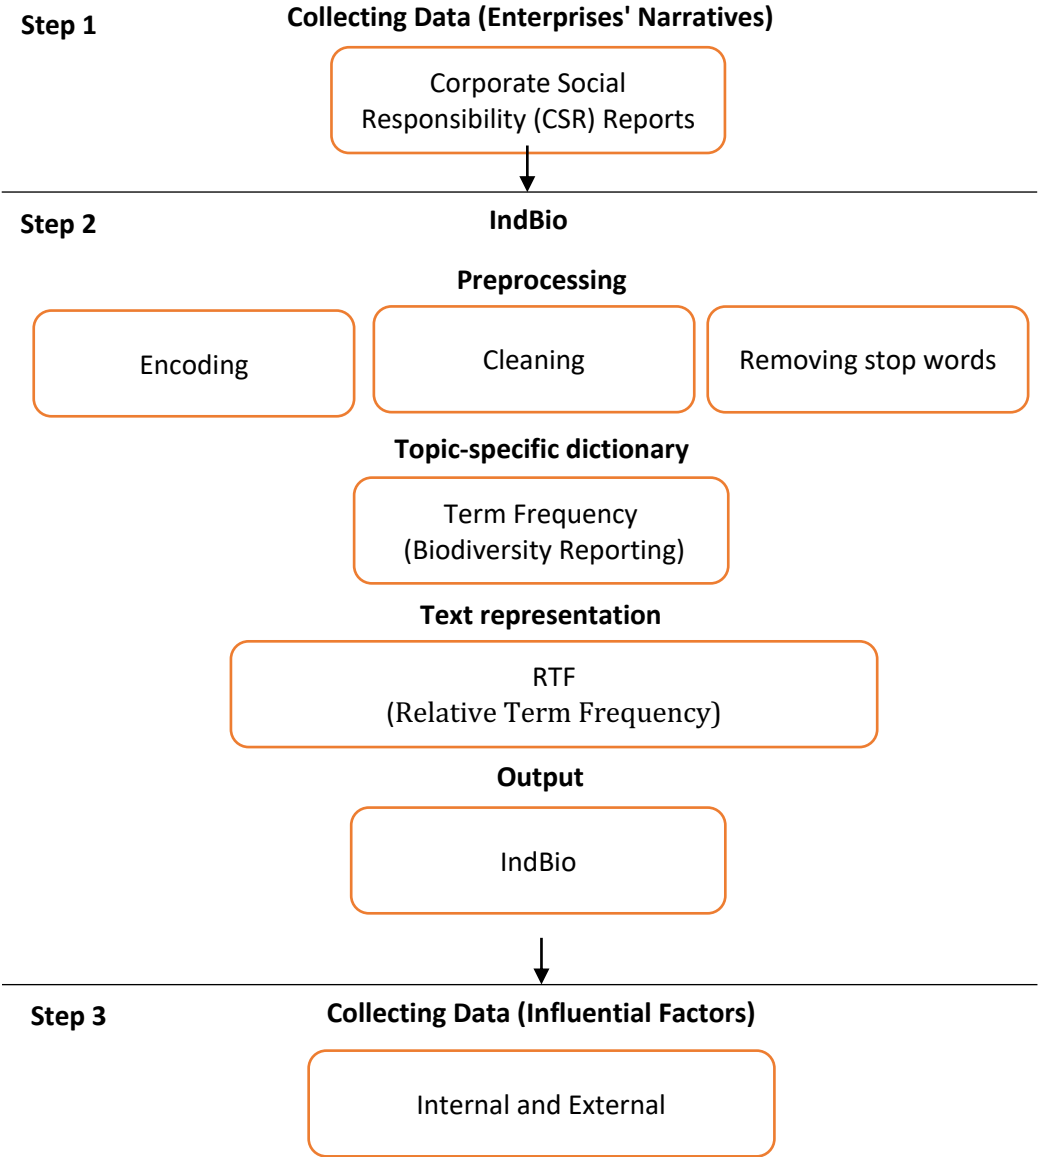 Step 1
Collecting Data (Enterprises' Narratives)
Corporate Social
Responsibility (CSR) Reports
Step 2
IndBio
Preprocessing
Encoding
Cleaning
Removing stop words
Topic-specific dictionary
Term Frequency
(Biodiversity Reporting)
Text representation
RTF
(Relative Term Frequency)
Output
IndBio
Step 3
Collecting Data (Influential Factors)
Internal and External